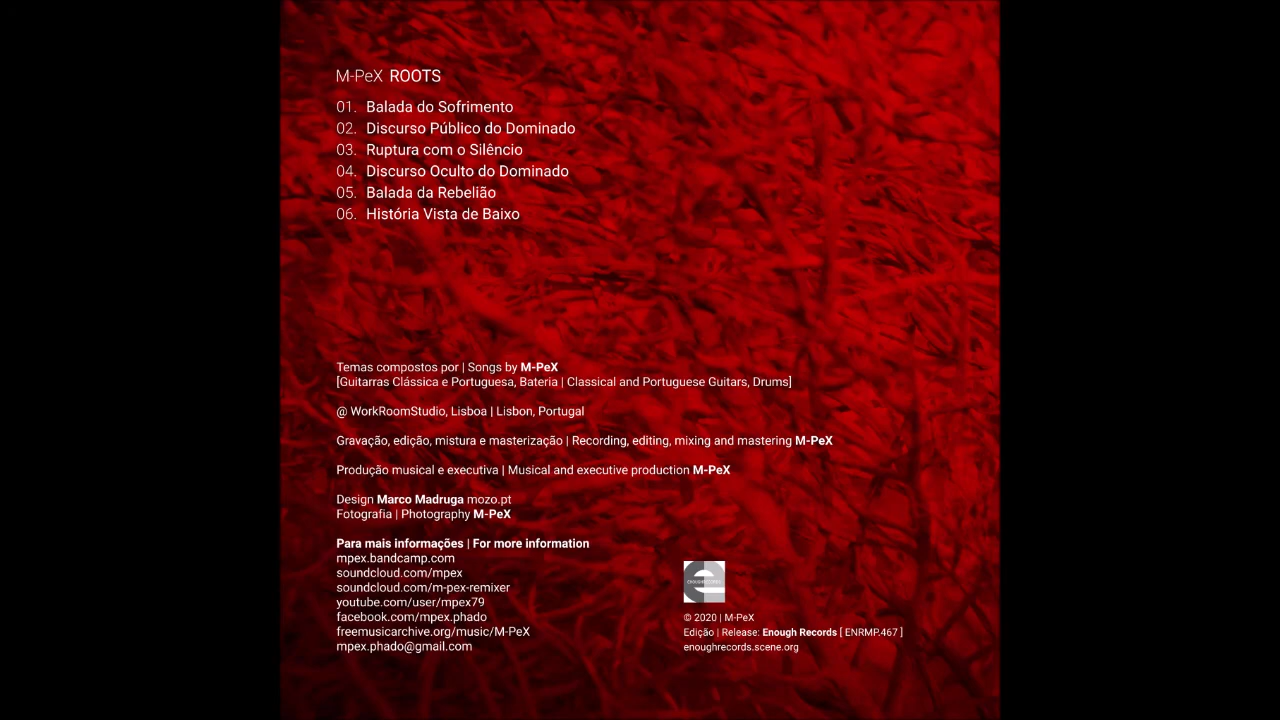 M-PeX ROOTS
01. Balada do Sofrimento
02. Discurso Público do Dominado
03. Ruptura com o Silêncio
04. Discurso Oculto do Dominado
05. Balada da Rebelião
06. História Vista de Baixo
Temas compostos por | Songs by M-PeX
[Guitarras Clássica e Portuguesa, Bateria | Classical and Portuguese Guitars, Drums]
@ WorkRoomStudio, Lisboa | Lisbon, Portugal
Gravação, edição, mistura e masterização | Recording, editing, mixing and mastering M-PeX
Produção musical e executiva | Musical and executive production M-PeX
Design Marco Madruga mozo.pt
Fotografia | Photography M-PeX
Para mais informações | For more information
mpex.bandcamp.com
soundcloud.com/mpex
soundcloud.com/m-pex-remixer
youtube.com/user/mpex79
facebook.com/mpex.phado
freemusicarchive.org/music/M-PeX
mpex.phado@gmail.com
ENOUGHRECORDS
© 2020 | M-PeX
Edição | Release: Enough Records [ ENRMP.467 ]
enoughrecords.scene.org